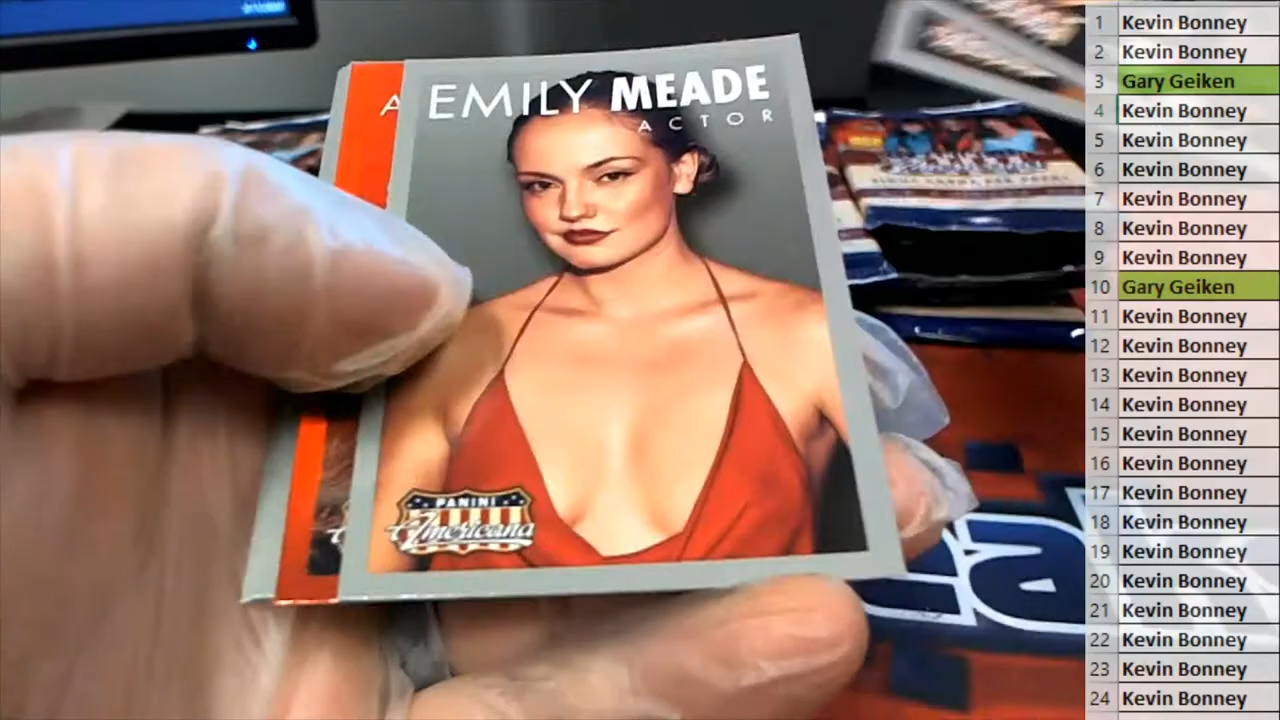 EMILY MEADE
ACTOR
A
PANINI
Americana
1 Kevin Bonney
2 Kevin Bonney
3 Gary Geiken
4 Kevin Bonney
5 Kevin Bonney
6 Kevin Bonney
7 Kevin Bonney
8 Kevin Bonney
9 Kevin Bonney
10 Gary Geiken
11 Kevin Bonney
12 Kevin Bonney
13 Kevin Bonney
14 Kevin Bonney
15 Kevin Bonney
16 Kevin Bonney
17 Kevin Bonney
18 Kevin Bonney
19 Kevin Bonney
20 Kevin Bonney
21 Kevin Bonney
22 Kevin Bonney
23 Kevin Bonney
24 Kevin Bonney